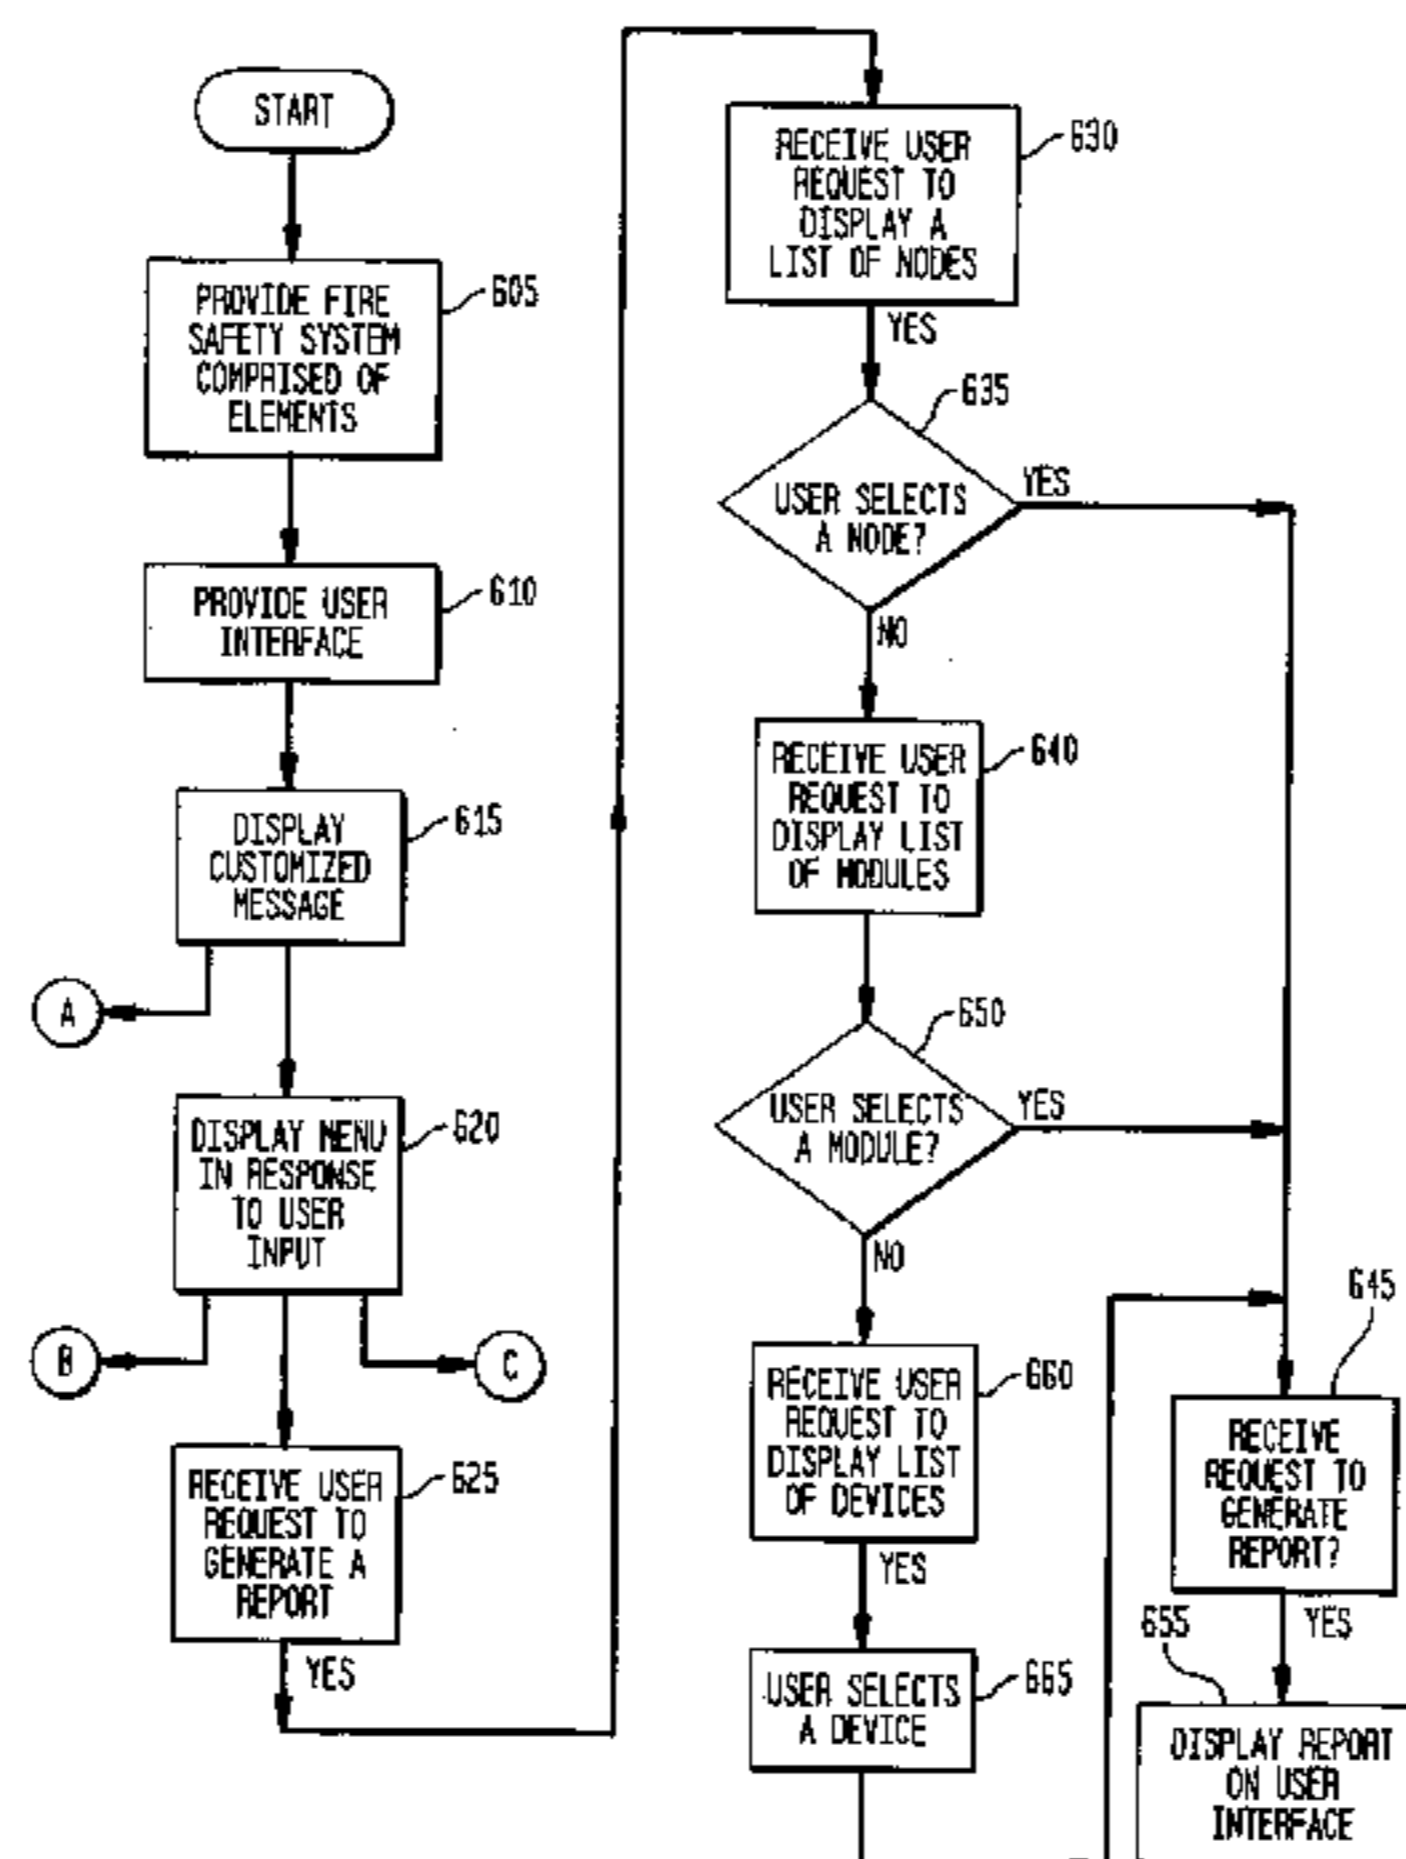 START
PROVIDE FIRE
SAFETY SYSTEM
COMPRISED OF
ELEMENTS
605
PROVIDE USER
INTERFACE
610
DISPLAY
CUSTOMIZED
MESSAGE
615
A
DISPLAY MENU
IN RESPONSE
TO USER
INPUT
620
B
C
RECEIVE USER
REQUEST TO
GENERATE A
REPORT
625
YES
RECEIVE USER
REQUEST TO
DISPLAY A
LIST OF NODES
630
YES
635
USER SELECTS
A NODE?
YES
NO
RECEIVE USER
REQUEST TO
DISPLAY LIST
OF MODULES
640
650
USER SELECTS
A MODULE?
YES
NO
RECEIVE USER
REQUEST TO
DISPLAY LIST
OF DEVICES
660
YES
USER SELECTS
A DEVICE
665
645
RECEIVE
REQUEST TO
GENERATE
REPORT?
YES
655
DISPLAY REPORT
ON USER
INTERFACE